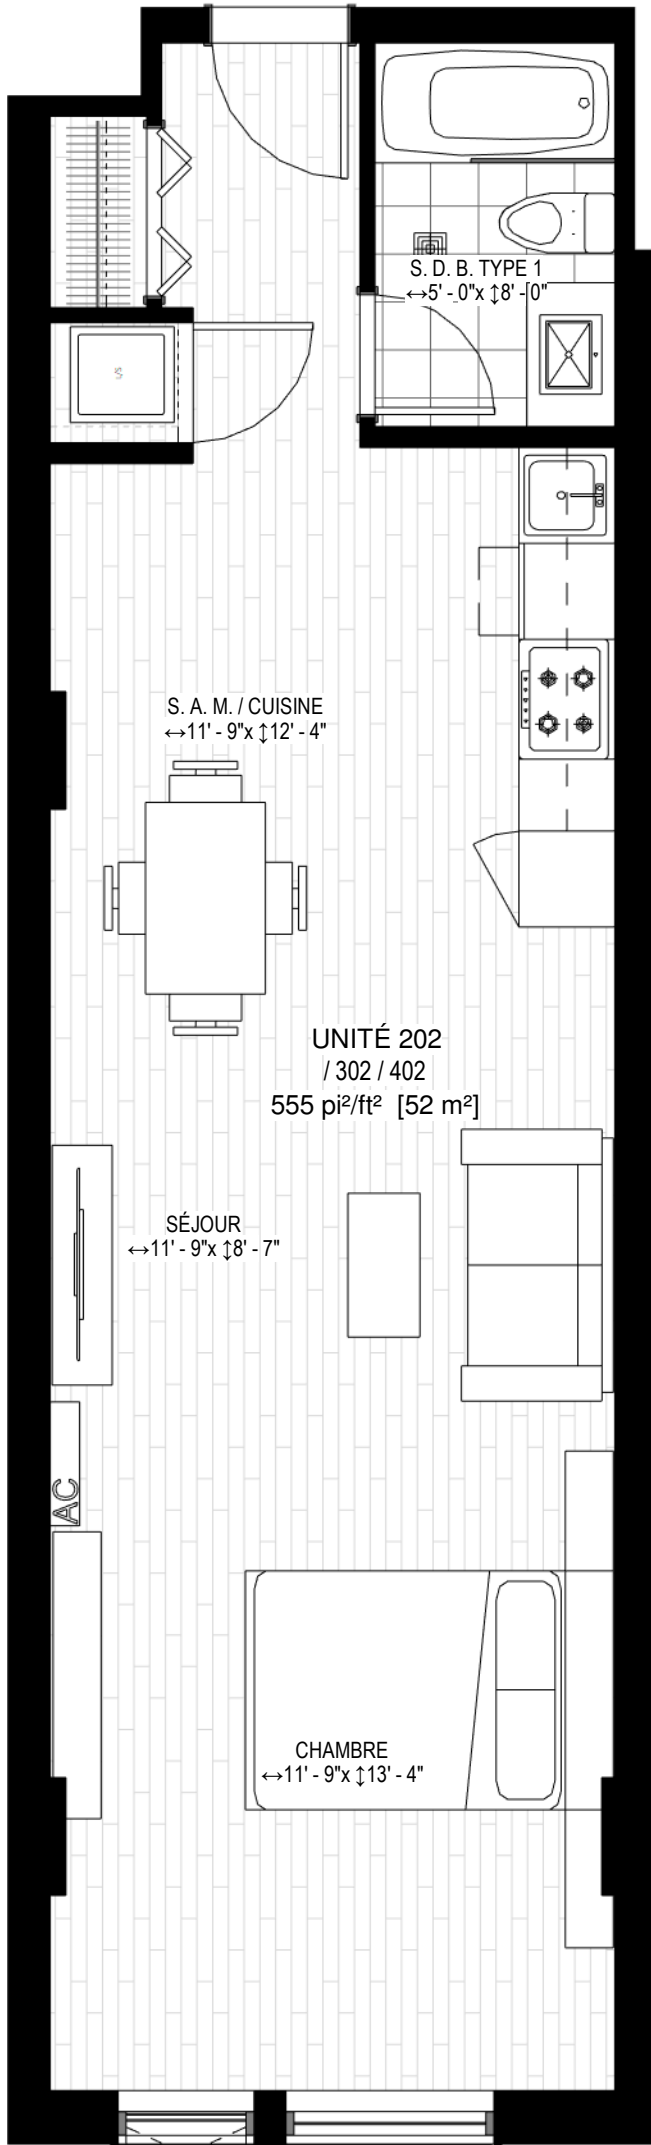 S. D. B. TYPE 1
↔5' - 0"x ↕8' - 0"
L/S
S. A. M. / CUISINE
↔11' - 9"x ↕12' - 4"
UNITÉ 202
/ 302 / 402
555 pi²/ft² [52 m²]
SÉJOUR
↔11' - 9"x ↕8' - 7"
AC
CHAMBRE
↔11' - 9"x ↕13' - 4"